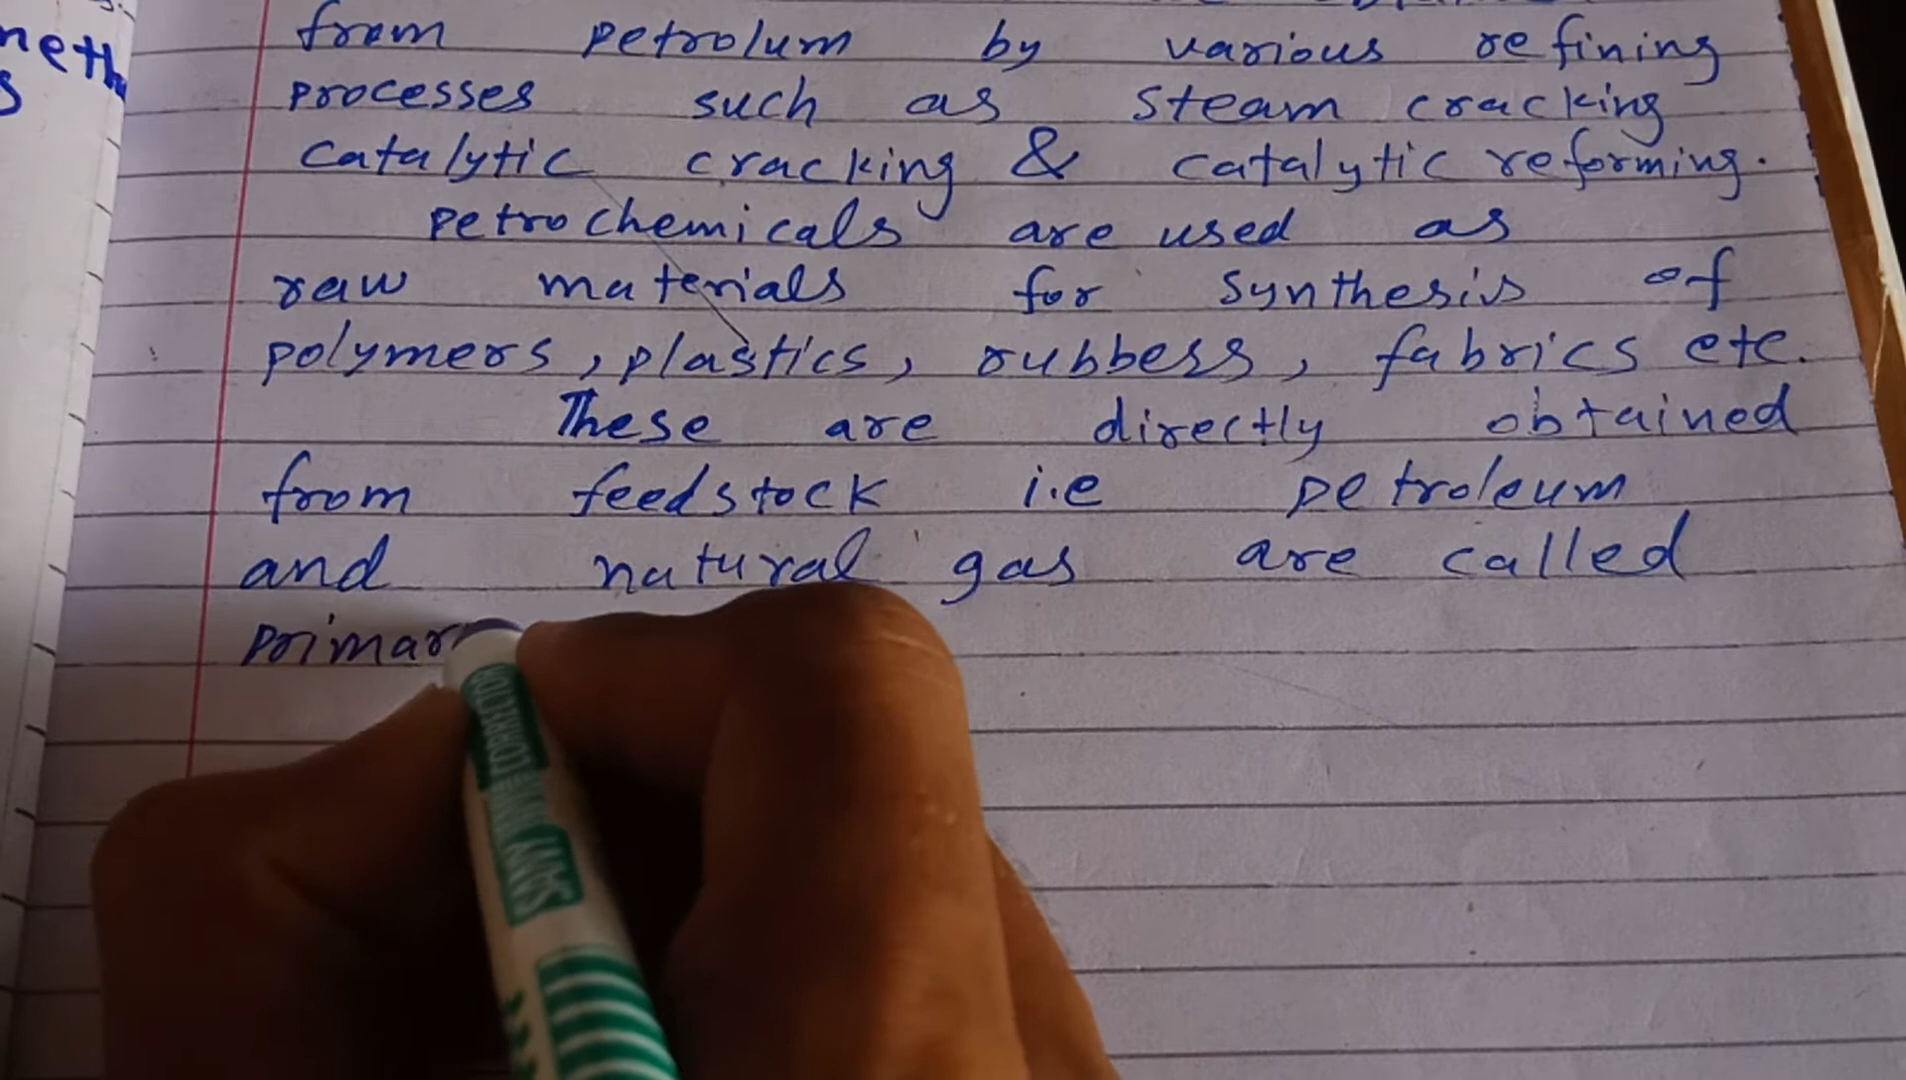 from petrolum by various refining
processes such as steam cracking
catalytic cracking & catalytic reforming.
petrochemicals are used as
raw materials for synthesis of
polymers, plastics, rubbers, fabrics etc.
These are directly obtained
from feedstock i.e petroleum
and natural gas are called
primar